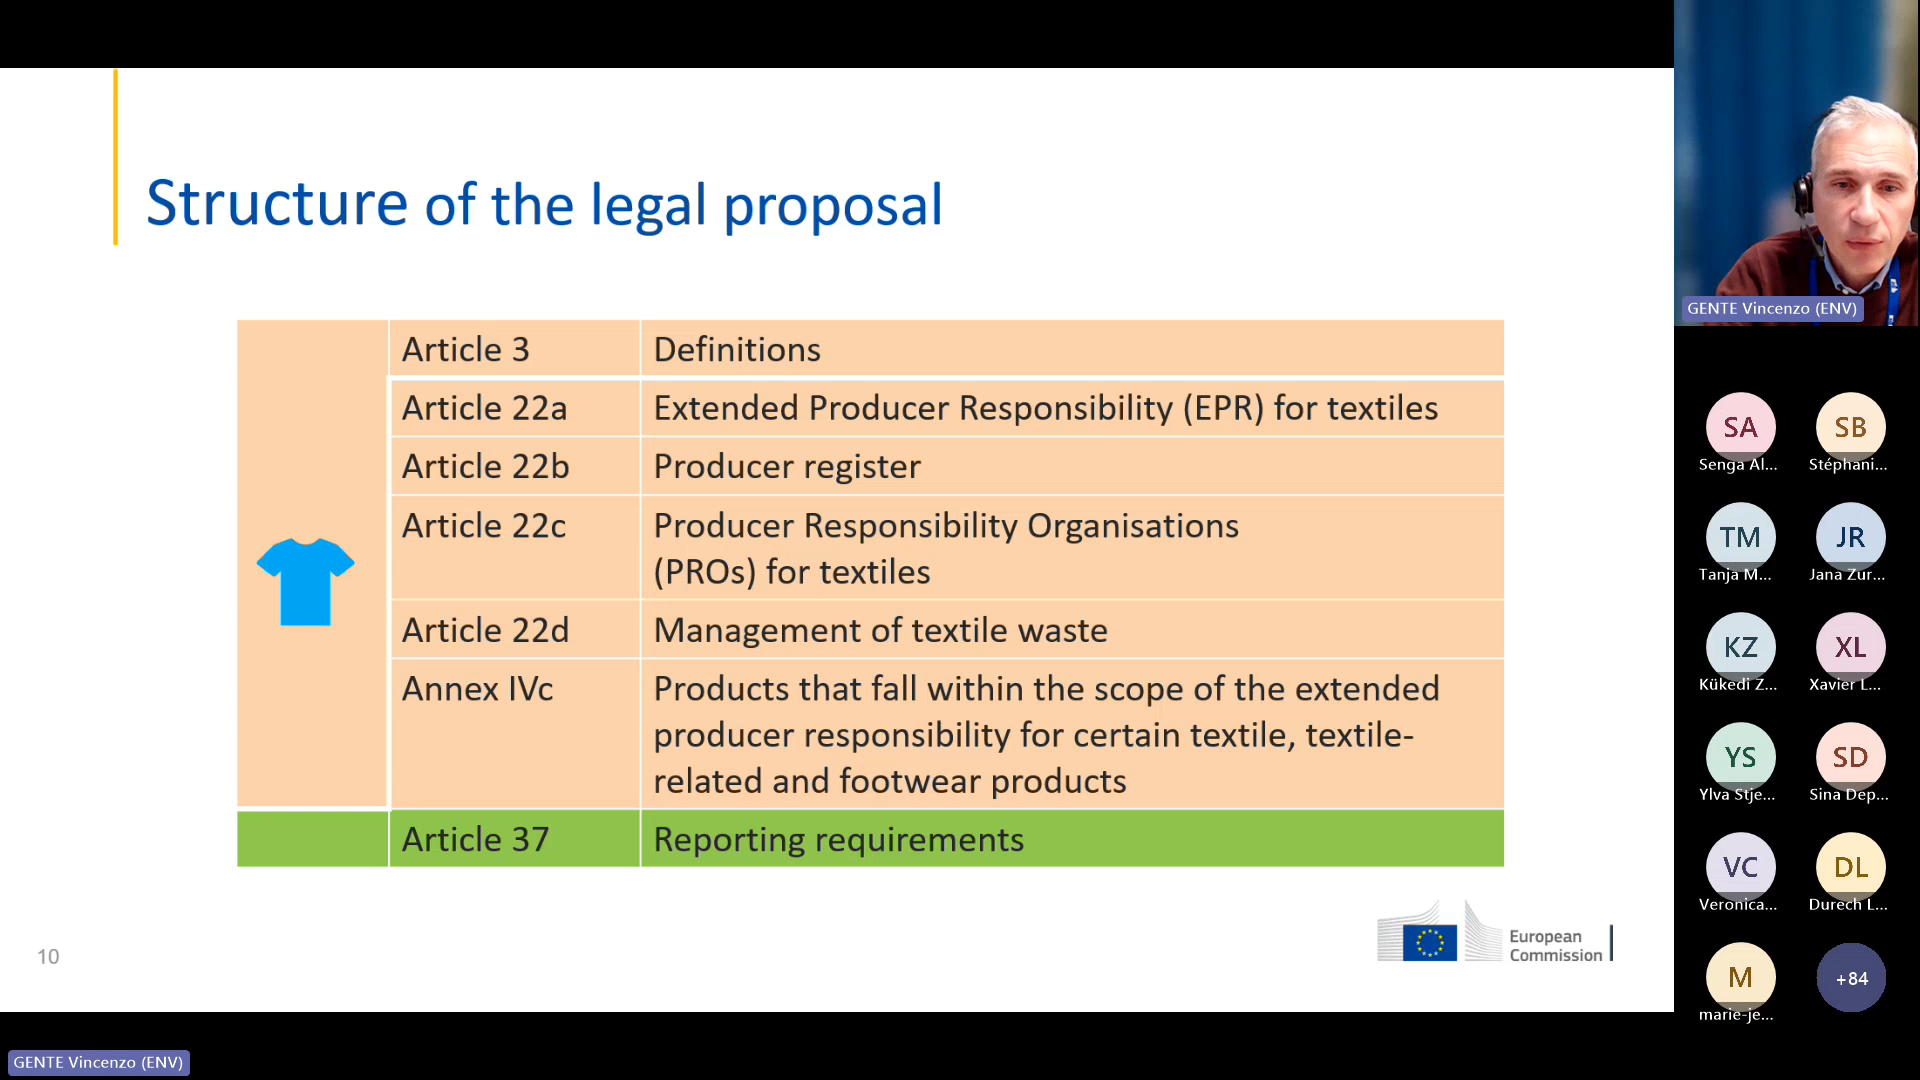 Structure of the legal proposal
Article 3 Definitions
Article 22a Extended Producer Responsibility (EPR) for textiles
Article 22b Producer register
Article 22c Producer Responsibility Organisations
(PROs) for textiles
Article 22d Management of textile waste
Annex IVc Products that fall within the scope of the extended
producer responsibility for certain textile, textile-
related and footwear products
Article 37 Reporting requirements
10
European
Commission
GENTE Vincenzo (ENV)
GENTE Vincenzo (ENV)
SA SB
Senga Al... Stéphani...
TM JR
Tanja M... Jana Zur...
KZ XL
Kükedi Z... Xavier L...
YS SD
Ylva Stje... Sina Dep...
VC DL
Veronica... Durech L...
M +84
marie-je...